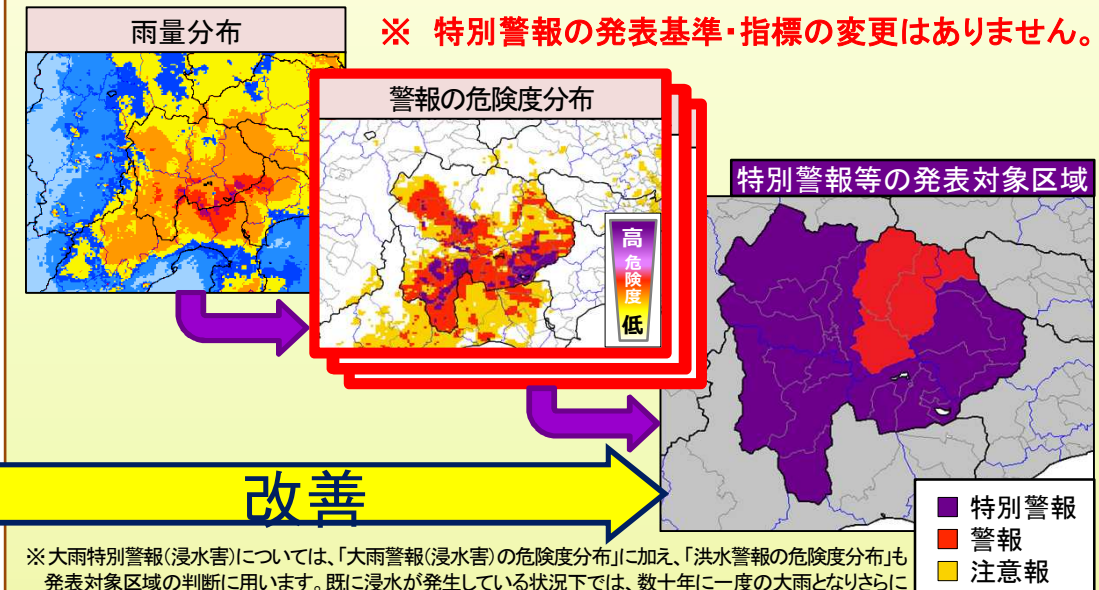 雨量分布
※ 特別警報の発表基準・指標の変更はありません。
警報の危険度分布
高
危険度
低
特別警報等の発表対象区域
改善
特別警報
警報
注意報
※大雨特別警報(浸水害)については、「大雨警報(浸水害)の危険度分布」に加え、「洪水警報の危険度分布」も
発表対象区域の判断に用います。既に浸水が発生している状況下では、数十年に一度の大雨となりさらに